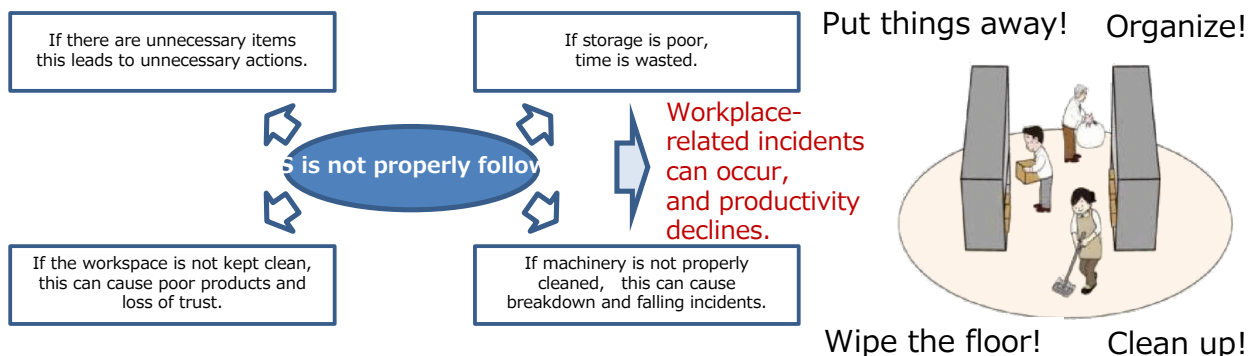 If there are unnecessary items
this leads to unnecessary actions.
If storage is poor,
time is wasted.
S is not properly follow
Workplace-
related incidents
can occur,
and productivity
declines.
If the workspace is not kept clean,
this can cause poor products and
loss of trust.
If machinery is not properly
cleaned, this can cause
breakdown and falling incidents.
Put things away!
Organize!
Wipe the floor!
Clean up!